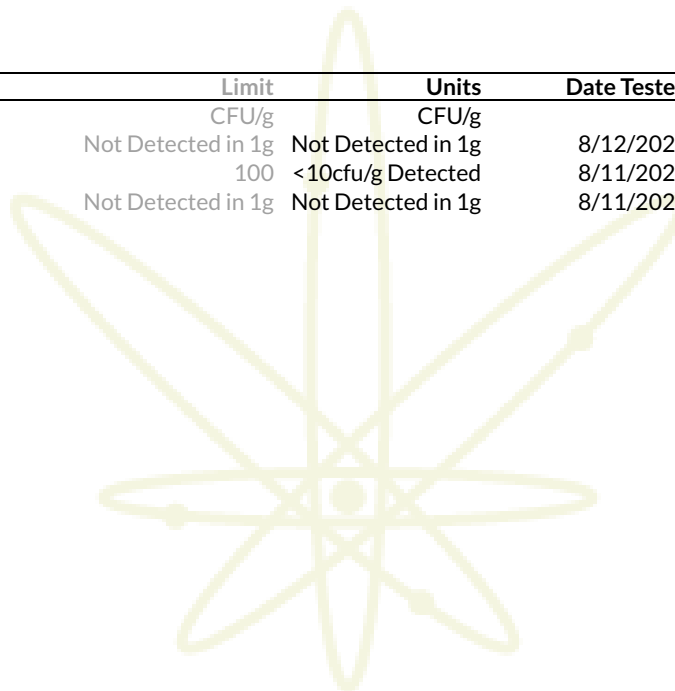 Limit Units Date Teste
CFU/g CFU/g
Not Detected in 1g Not Detected in 1g 8/12/202
100 <10cfu/g Detected 8/11/202
Not Detected in 1g Not Detected in 1g 8/11/202